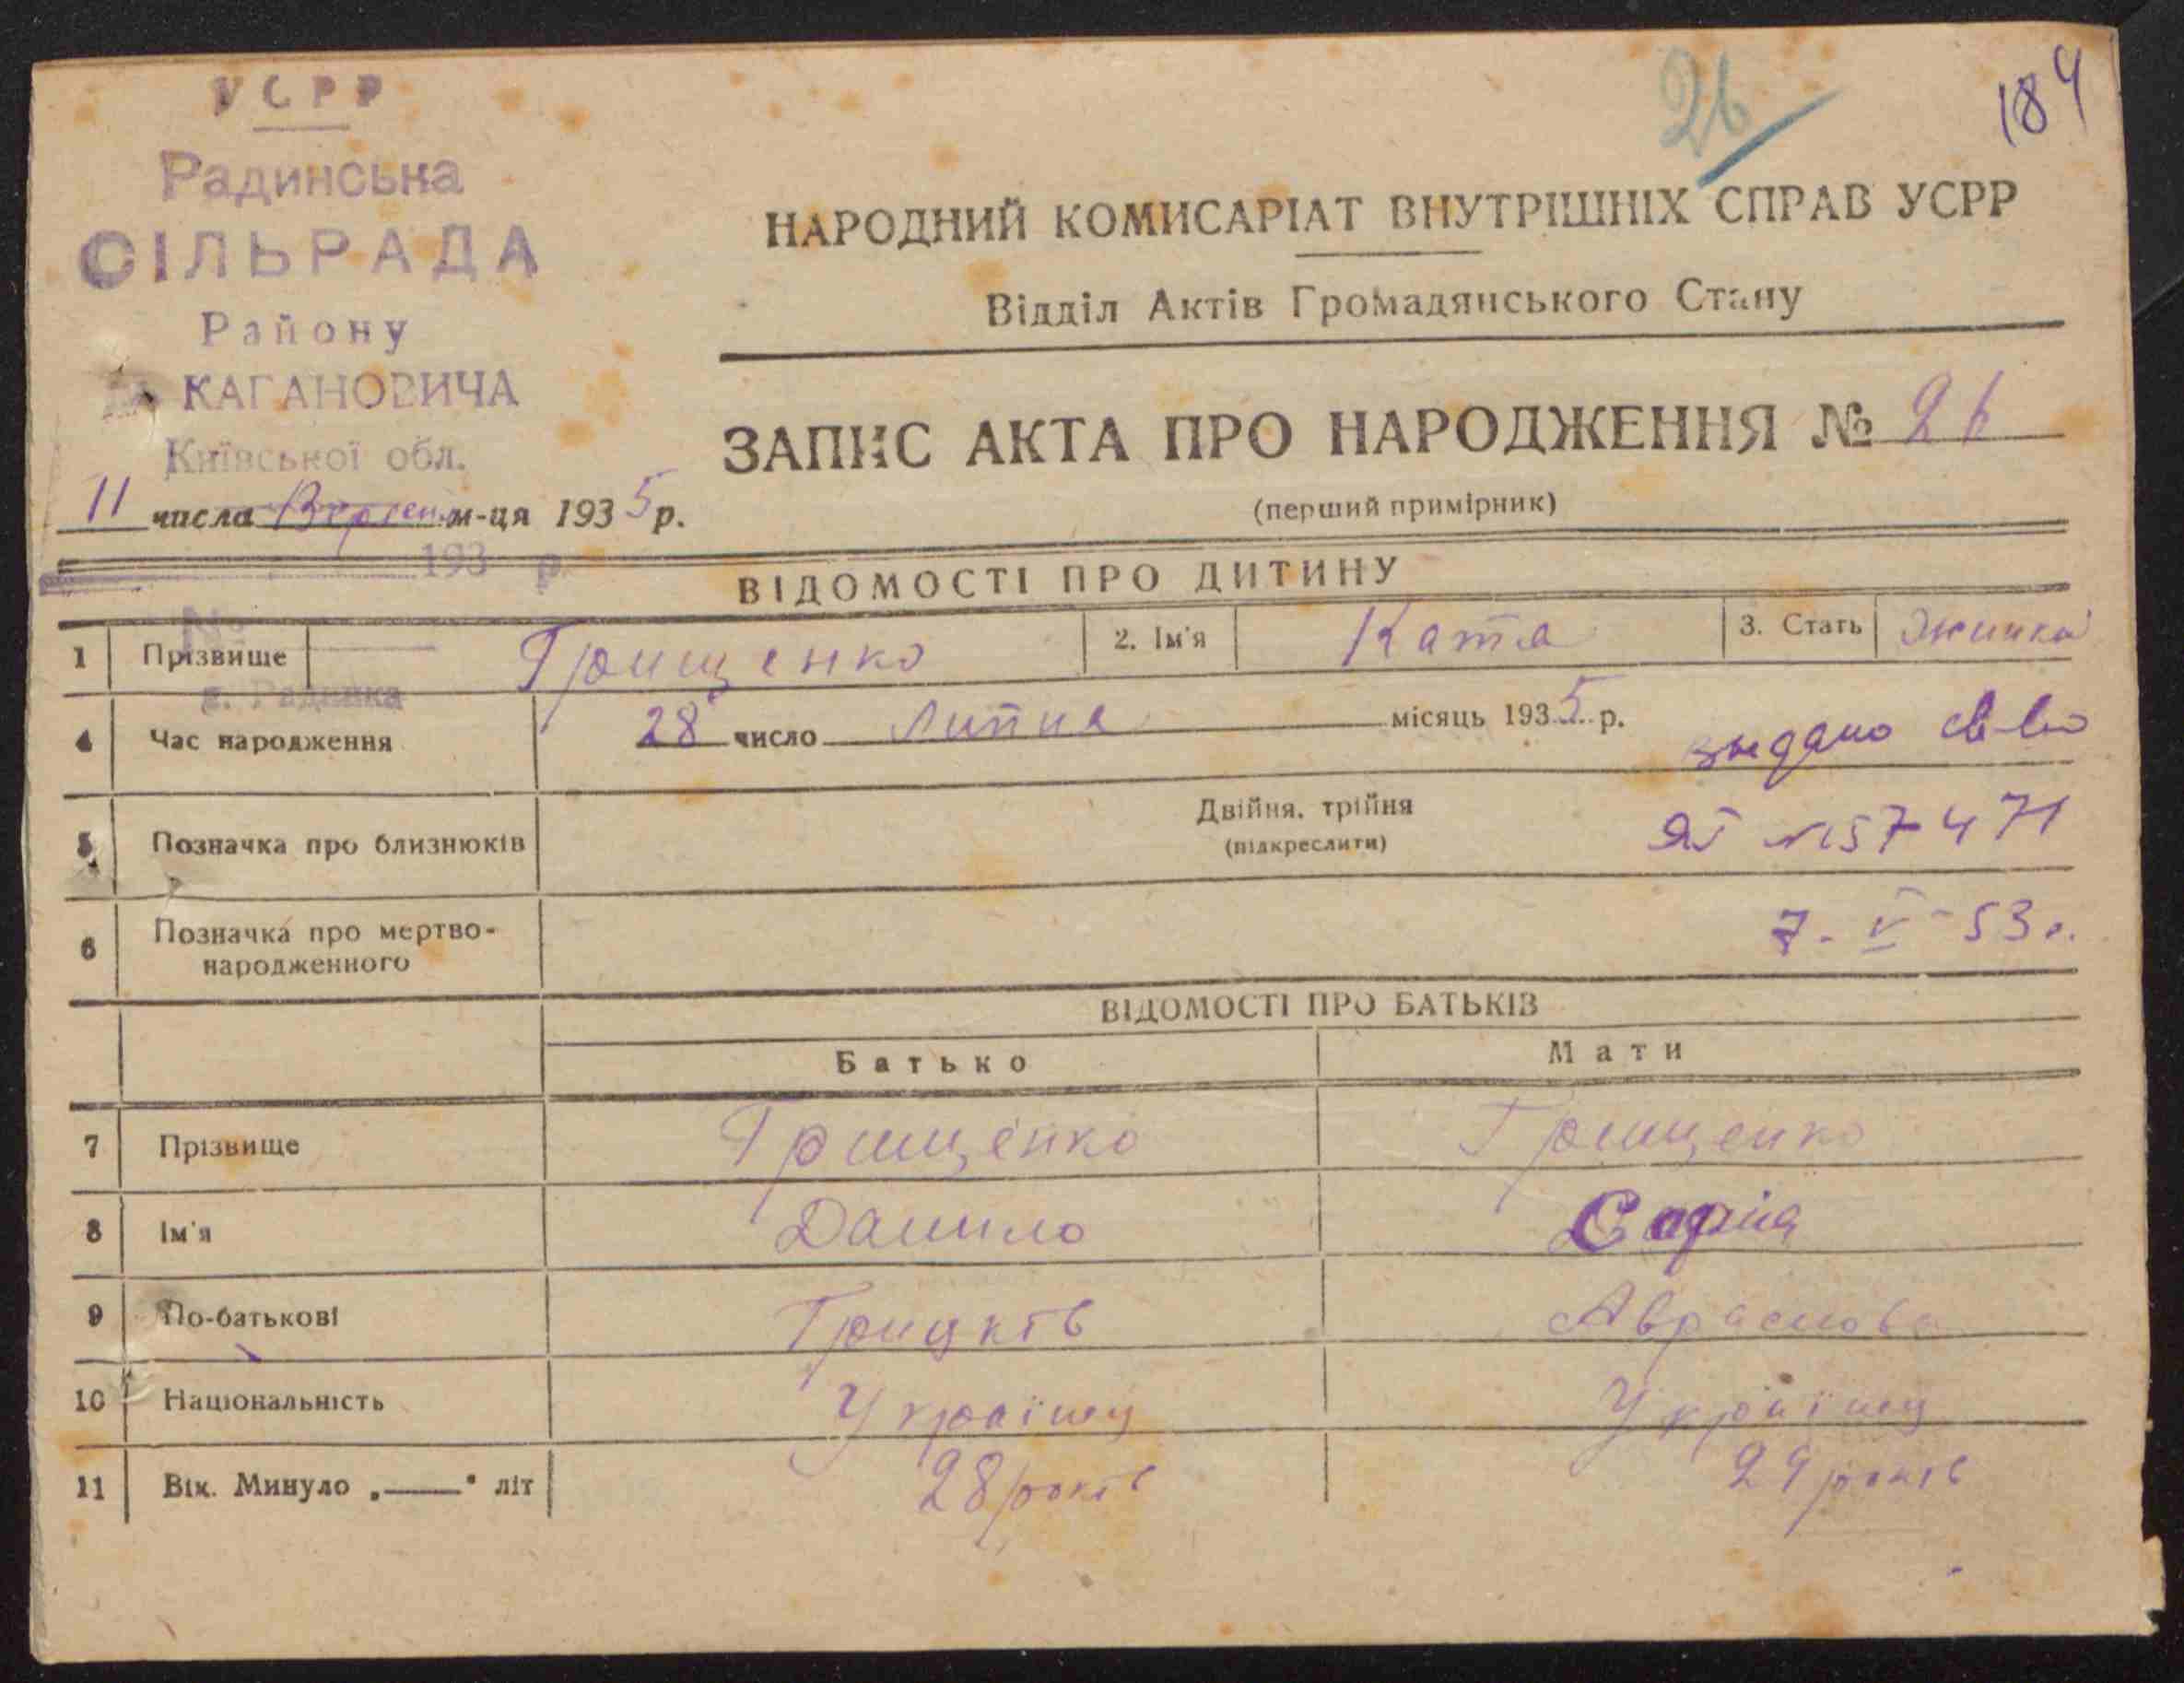 УСРР
Радинська
СІЛЬРАДА
Району
КАГАНОВИЧА
Київської обл.
11 числа Вересня м-ця 1935 р.
193 р.
№
с. Радинка
26
184
НАРОДНИЙ КОМИСАРІАТ ВНУТРІШНІХ СПРАВ УСРР
Відділ Актів Громадянського Стану
ЗАПИС АКТА ПРО НАРОДЖЕННЯ № 26
(перший примірник)
ВІДОМОСТІ ПРО ДИТИНУ
1 Прізвище Грищенко 2. Ім'я Катя 3. Стать Жинка
4 Час народження 28 число Липня місяць 1935 р.
видано св-во
5 Позначка про близнюків Двійня, трійня
(підкреслити)
№ 57471
6 Позначка про мертво-
народженного
7-V-53 г.
ВІДОМОСТІ ПРО БАТЬКІВ
Батько Мати
7 Прізвище Грищенко Грищенко
8 Ім'я Данило
9 По-батькові Грицків Аврамова
10 Національність Українц Українц
11 Вік. Минуло „——" літ 28 років 29 років